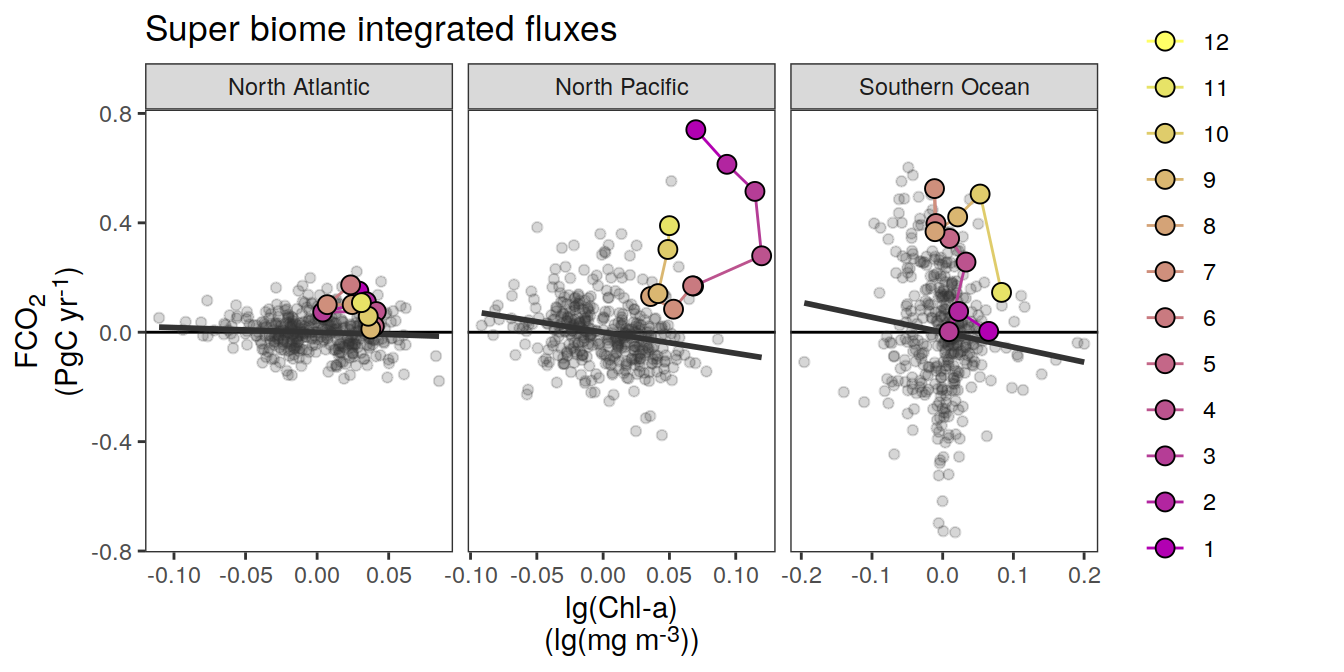 Super biome integrated fluxes
North Atlantic
North Pacific
Southern Ocean
FCO2
(PgC yr-1)
0.8
0.4
0.0
-0.4
-0.8
-0.10 -0.05 0.00 0.05
-0.10 -0.05 0.00 0.05 0.10
-0.2 -0.1 0.0 0.1 0.2
lg(Chl-a)
(lg(mg m-3))
12
11
10
9
8
7
6
5
4
3
2
1